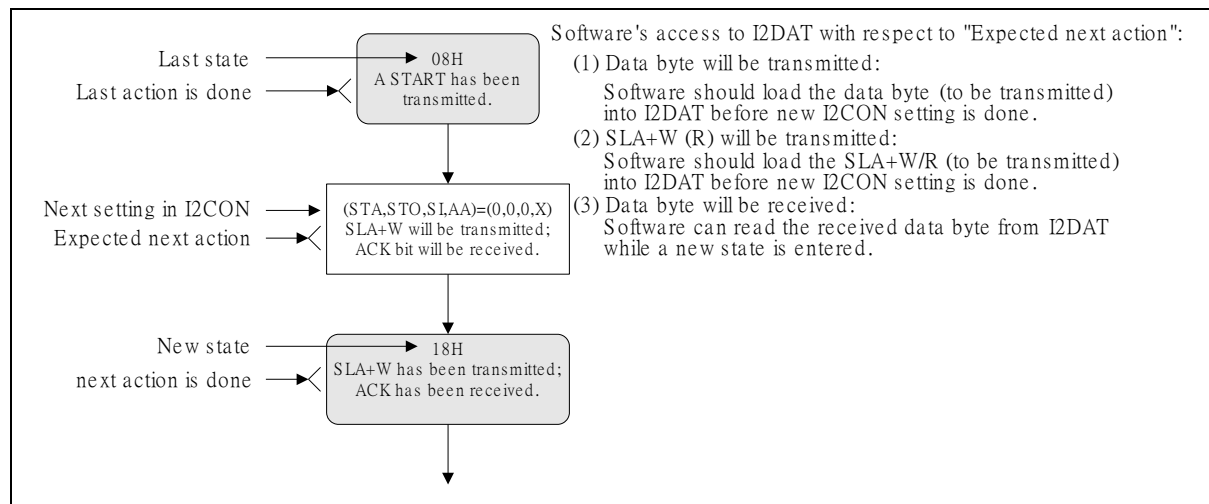 Last state
Last action is done
08H
A START has been
transmitted.
Next setting in I2CON
Expected next action
(STA,STO,SI,AA)=(0,0,0,X)
SLA+W will be transmitted;
ACK bit will be received.
New state
next action is done
18H
SLA+W has been transmitted;
ACK has been received.
Software's access to I2DAT with respect to "Expected next action":
(1) Data byte will be transmitted:
Software should load the data byte (to be transmitted)
into I2DAT before new I2CON setting is done.
(2) SLA+W (R) will be transmitted:
Software should load the SLA+W/R (to be transmitted)
into I2DAT before new I2CON setting is done.
(3) Data byte will be received:
Software can read the received data byte from I2DAT
while a new state is entered.